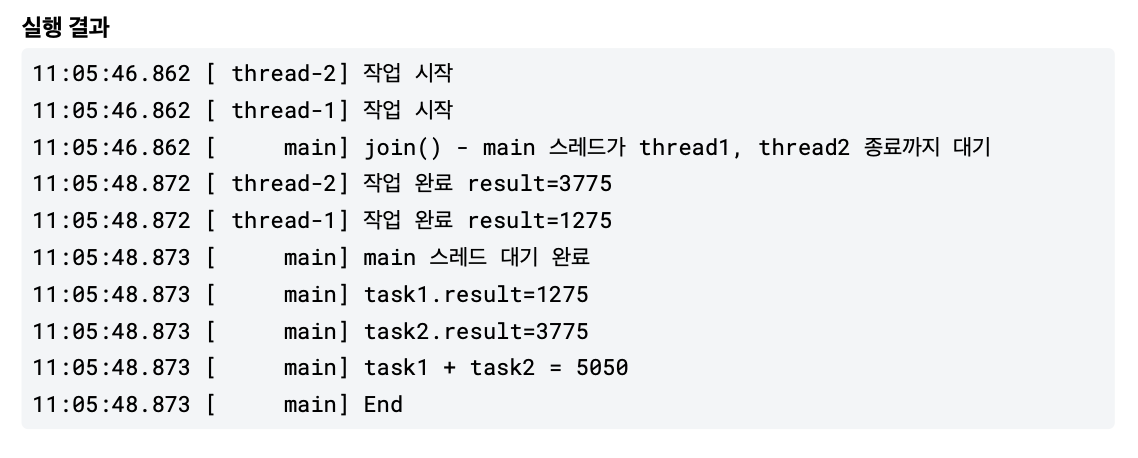 실행 결과
11:05:46.862 [ thread-2] 작업 시작
11:05:46.862 [ thread-1] 작업 시작
11:05:46.862 [     main] join() - main 스레드가 thread1, thread2 종료까지 대기
11:05:48.872 [ thread-2] 작업 완료 result=3775
11:05:48.872 [ thread-1] 작업 완료 result=1275
11:05:48.873 [     main] main 스레드 대기 완료
11:05:48.873 [     main] task1.result=1275
11:05:48.873 [     main] task2.result=3775
11:05:48.873 [     main] task1 + task2 = 5050
11:05:48.873 [     main] End